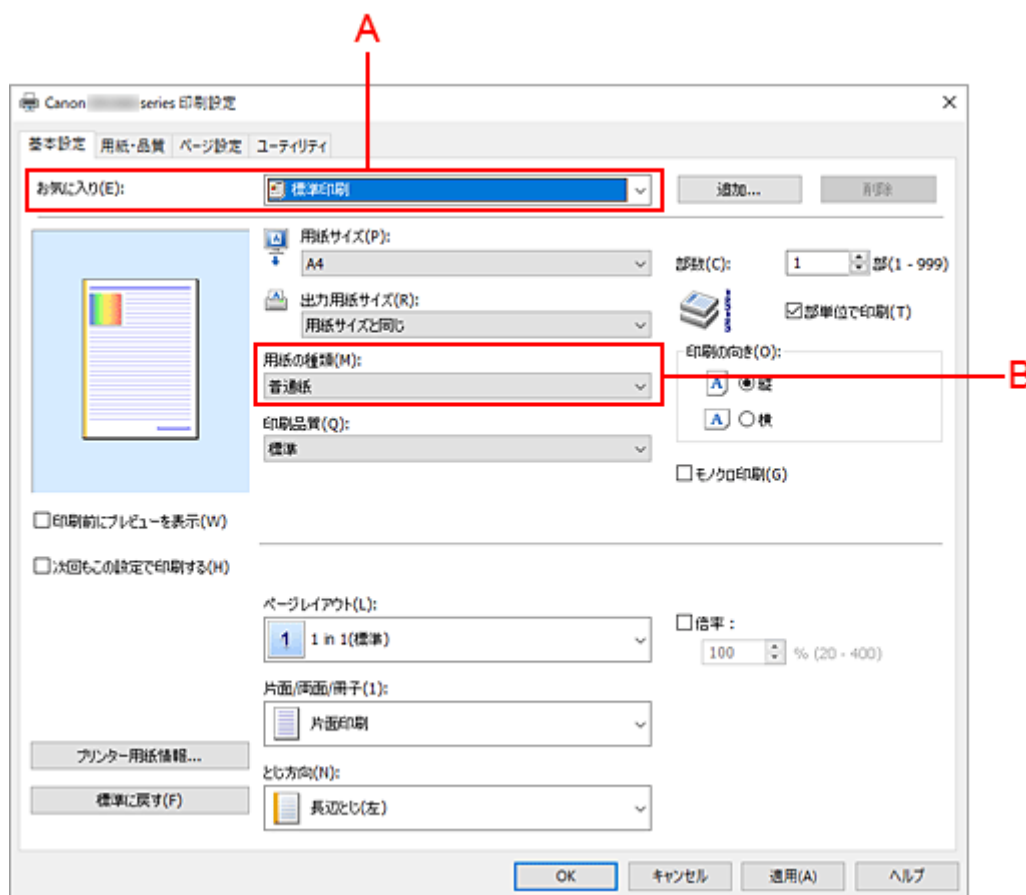 A
Canon series 印刷設定
基本設定 用紙・品質 ページ設定 ユーティリティ
お気に入り(E): 標準印刷 追加... 削除
用紙サイズ(P):
A4
部数(C): 1 部(1 - 999)
出力用紙サイズ(R):
用紙サイズと同じ
部単位で印刷(T)
用紙の種類(M):
普通紙
印刷の向き(O):
A 縦
A 横
B
印刷品質(Q):
標準
モノクロ印刷(G)
印刷前にプレビューを表示(W)
次回もこの設定で印刷する(H)
ページレイアウト(L):
1 1 in 1(標準)
倍率：
100 % (20 - 400)
片面/両面/冊子(1):
片面印刷
プリンター用紙情報...
とじ方向(N):
標準に戻す(F)
長辺とじ(左)
OK キャンセル 適用(A) ヘルプ